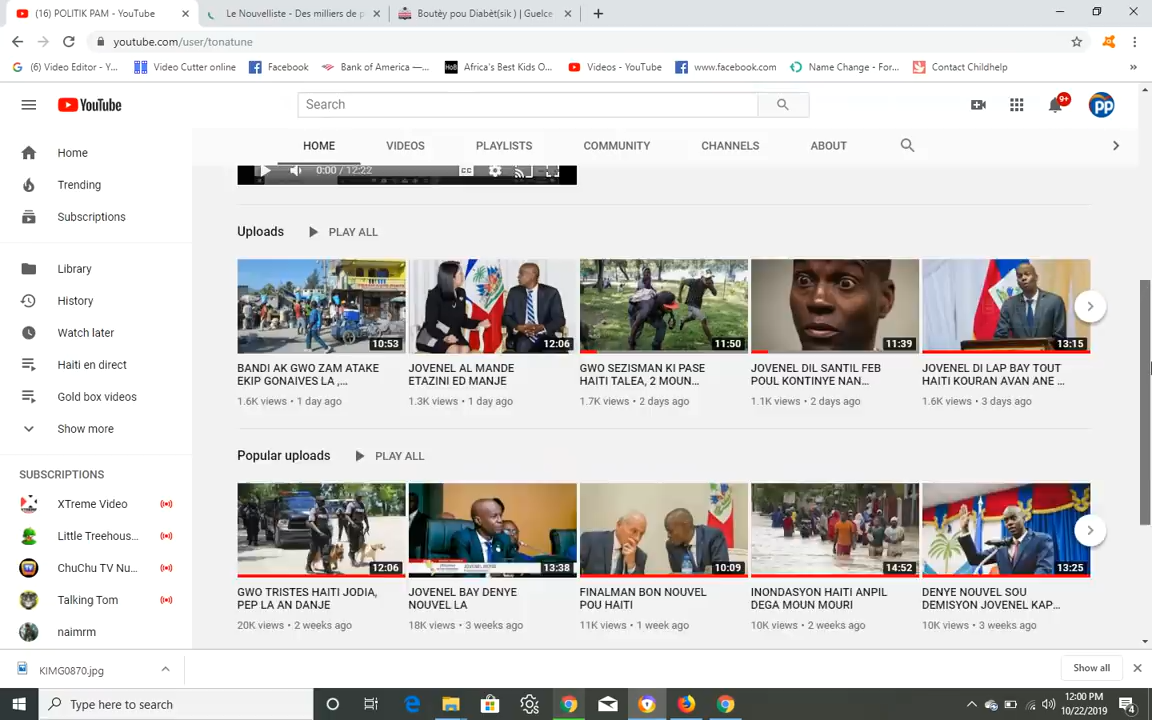 (16) POLITIK PAM - YouTube
Le Nouvelliste - Des milliers de p
Boutèy pou Diabèt(sik ) | Guelce
youtube.com/user/tonatune
(6) Video Editor - Y...
Video Cutter online
Facebook
Bank of America —...
Africa's Best Kids O...
Videos - YouTube
www.facebook.com
Name Change - For...
Contact Childhelp
»
YouTube
Search
9+
pp
HOME
VIDEOS
PLAYLISTS
COMMUNITY
CHANNELS
ABOUT
Home
Trending
Subscriptions
Library
History
Watch later
Haiti en direct
Gold box videos
Show more
SUBSCRIPTIONS
XTreme Video
Little Treehous...
ChuChu TV Nu...
Talking Tom
naimrm
0:00 / 12:22
CC
Uploads
PLAY ALL
10:53
12:06
11:50
11:39
13:15
BANDI AK GWO ZAM ATAKE
EKIP GONAIVES LA ,...
1.6K views • 1 day ago
JOVENEL AL MANDE
ETAZINI ED MANJE
1.3K views • 1 day ago
GWO SEZISMAN KI PASE
HAITI TALEA, 2 MOUN...
1.7K views • 2 days ago
JOVENEL DIL SANTIL FEB
POUL KONTINYE NAN...
1.1K views • 2 days ago
JOVENEL DI LAP BAY TOUT
HAITI KOURAN AVAN ANE ...
1.6K views • 3 days ago
Popular uploads
PLAY ALL
12:06
13:38
10:09
14:52
13:25
GWO TRISTES HAITI JODIA,
PEP LA AN DANJE
20K views • 2 weeks ago
JOVENEL BAY DENYE
NOUVEL LA
18K views • 3 weeks ago
FINALMAN BON NOUVEL
POU HAITI
11K views • 1 week ago
INONDASYON HAITI ANPIL
DEGA MOUN MOURI
10K views • 2 weeks ago
DENYE NOUVEL SOU
DEMISYON JOVENEL KAP...
10K views • 3 weeks ago
KIMG0870.jpg
Show all
Type here to search
12:00 PM
10/22/2019
4